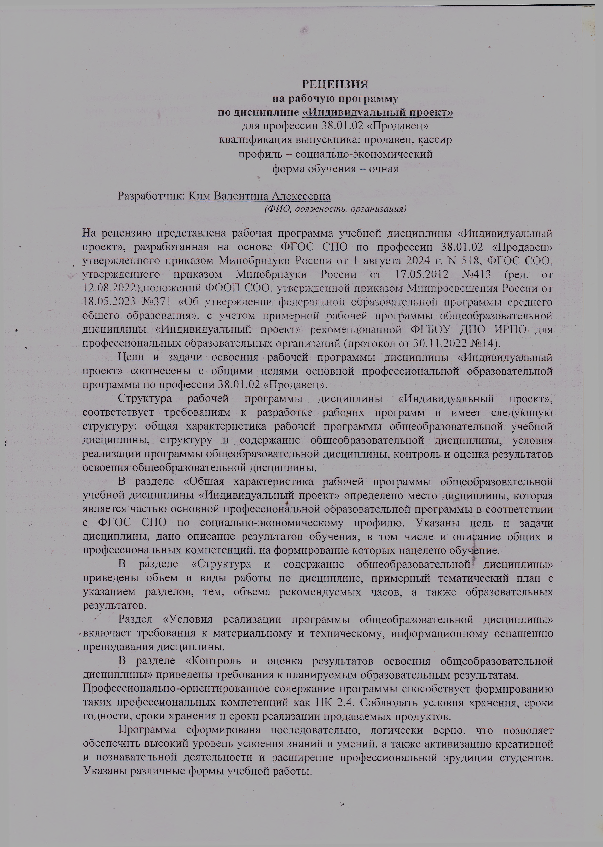 РЕЦЕНЗИЯ
на рабочую программу
по дисциплине «Индивидуальный проект»
для профессии 38.01.02 «Продавец»
квалификация выпускника: продавец, кассир
профиль – социально-экономический
форма обучения – очная
Разработчик: Ким Валентина Алексеевна
(ФИО, должность, организация)
На рецензию представлена рабочая программа учебной дисциплины «Индивидуальный
проект», разработанная на основе ФГОС СПО по профессии 38.01.02 «Продавец»
утвержденного приказом Минобрнауки России от 1 августа 2024 г. N 518, ФГОС СОО,
утвержденного приказом Минобрнауки России от 17.05.2012 №413 (ред. от
12.08.2022),положений ФООП СОО, утвержденной приказом Минпросвещения России от
18.05.2023 №371 «Об утверждении федеральной образовательной программы среднего
общего образования», с учетом примерной рабочей программы общеобразовательной
дисциплины «Индивидуальный проект» рекомендованной ФГБОУ ДПО ИРПО для
профессиональных образовательных организаций (протокол от 30.11.2022 №14).
Цели и задачи освоения рабочей программы дисциплины «Индивидуальный
проект» соотнесены с общими целями основной профессиональной образовательной
программы по профессии 38.01.02 «Продавец».
Структура рабочей программы дисциплины «Индивидуальный проект»,
соответствует требованиям к разработке рабочих программ и имеет следующую
структуру: общая характеристика рабочей программы общеобразовательной учебной
дисциплины, структуру и содержание общеобразовательной дисциплины, условия
реализации программы общеобразовательной дисциплины, контроль и оценка результатов
освоения общеобразовательной дисциплины.
В разделе «Общая характеристика рабочей программы общеобразовательной
учебной дисциплины «Индивидуальный проект» определено место дисциплины, которая
является частью основной профессиональной образовательной программы в соответствии
с ФГОС СПО по социально-экономическому профилю. Указаны цель и задачи
дисциплины, дано описание результатов обучения, в том числе и описание общих и
профессиональных компетенций, на формирование которых нацелено обучение.
В разделе «Структура и содержание общеобразовательной дисциплины»
приведены объем и виды работы по дисциплине, примерный тематический план с
указанием разделов, тем, объема рекомендуемых часов, а также образовательных
результатов.
Раздел «Условия реализации программы общеобразовательной дисциплины»
включает требования к материальному и техническому, информационному оснащению
преподавания дисциплины.
В разделе «Контроль и оценка результатов освоения общеобразовательной
дисциплины» приведены требования к планируемым образовательным результатам.
Профессионально-ориентированное содержание программы способствует формированию
таких профессиональных компетенций как ПК 2.4. Соблюдать условия хранения, сроки
годности, сроки хранения и сроки реализации продаваемых продуктов.
Программа сформирована последовательно, логически верно, что позволяет
обеспечить высокий уровень усвоения знаний и умений, а также активизацию креативной
и познавательной деятельности и расширение профессиональной эрудиции студентов.
Указаны различные формы учебной работы.